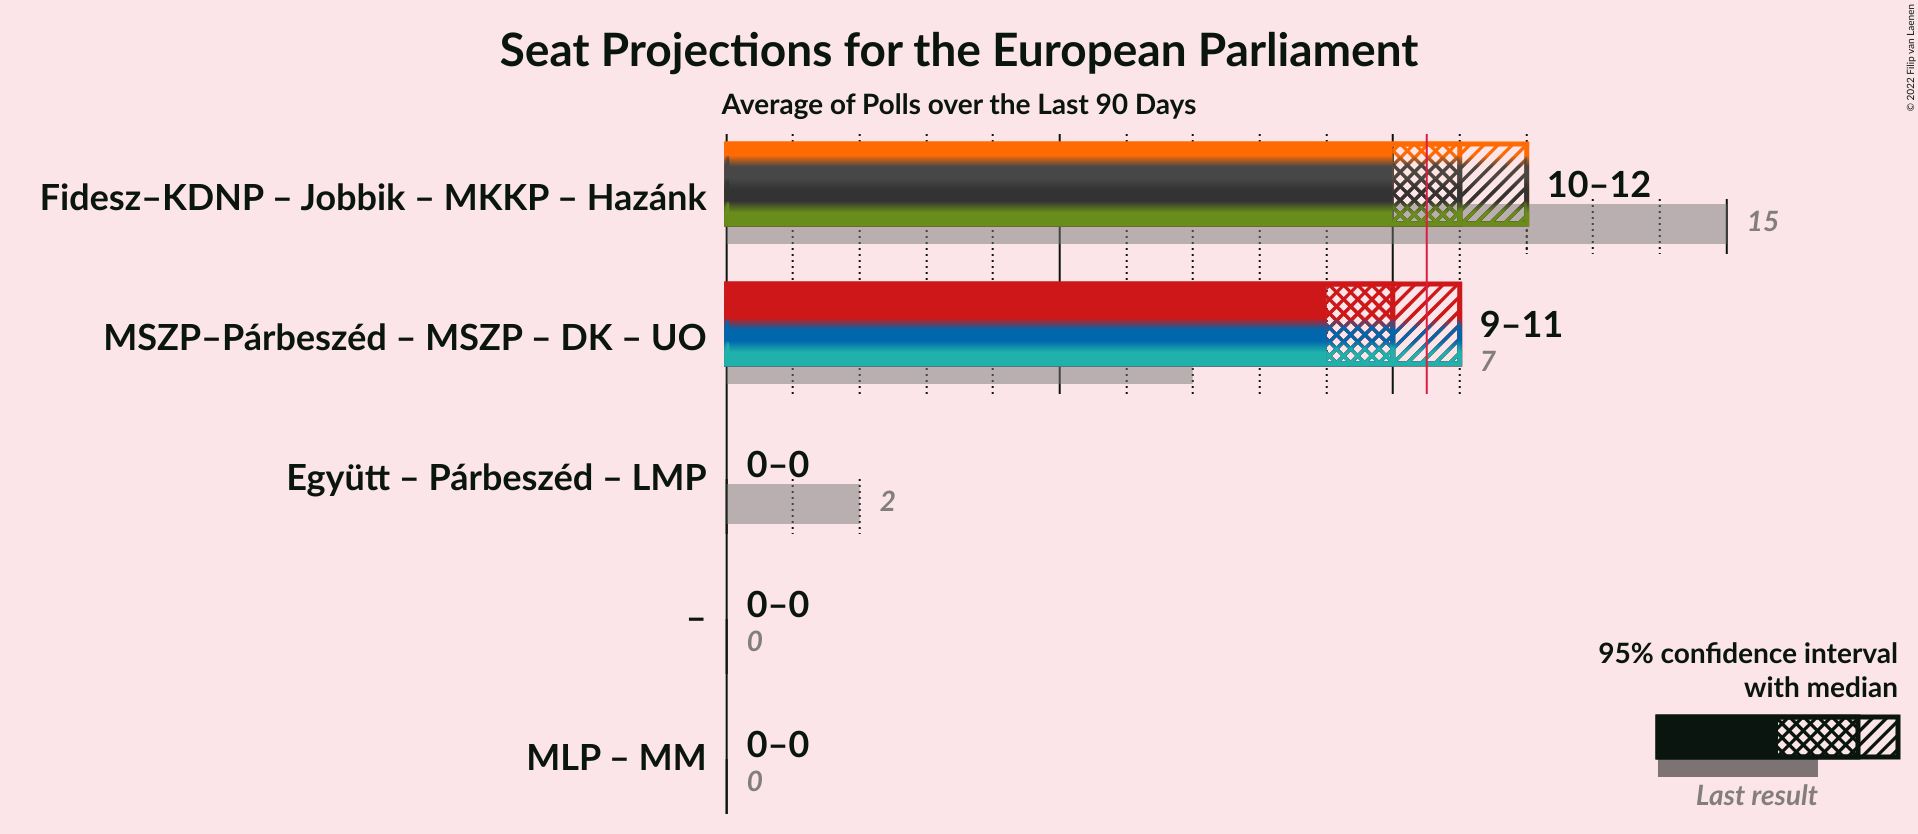 Seat Projections for the European Parliament
Average of Polls over the Last 90 Days
Fidesz–KDNP – Jobbik – MKKP – Hazánk
10–12
15
MSZP–Párbeszéd – MSZP – DK – UO
9–11
7
Együtt – Párbeszéd – LMP
0–0
2
–
0–0
0
MLP – MM
0–0
0
95% confidence interval
with median
Last result
© 2022 Filip van Laenen